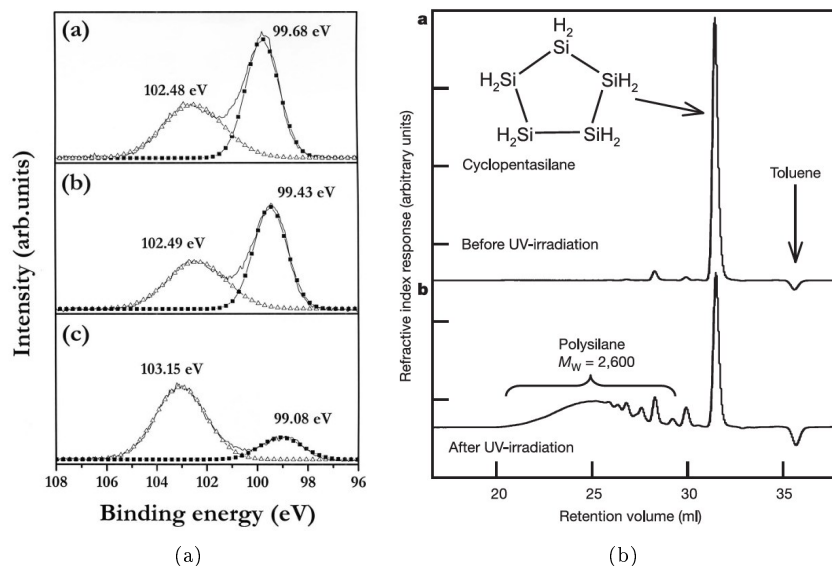 (a)
99.68 eV
102.48 eV
(b)
99.43 eV
102.49 eV
(c)
103.15 eV
99.08 eV
Intensity (arb.units)
108 106 104 102 100 98 96
Binding energy (eV)
(a)
a
H2
Si
H2Si
SiH2
H2Si
SiH2
Cyclopentasilane
Toluene
Before UV-irradiation
b
Polysilane
MW = 2,600
After UV-irradiation
Refractive index response (arbitrary units)
20 25 30 35
Retention volume (ml)
(b)